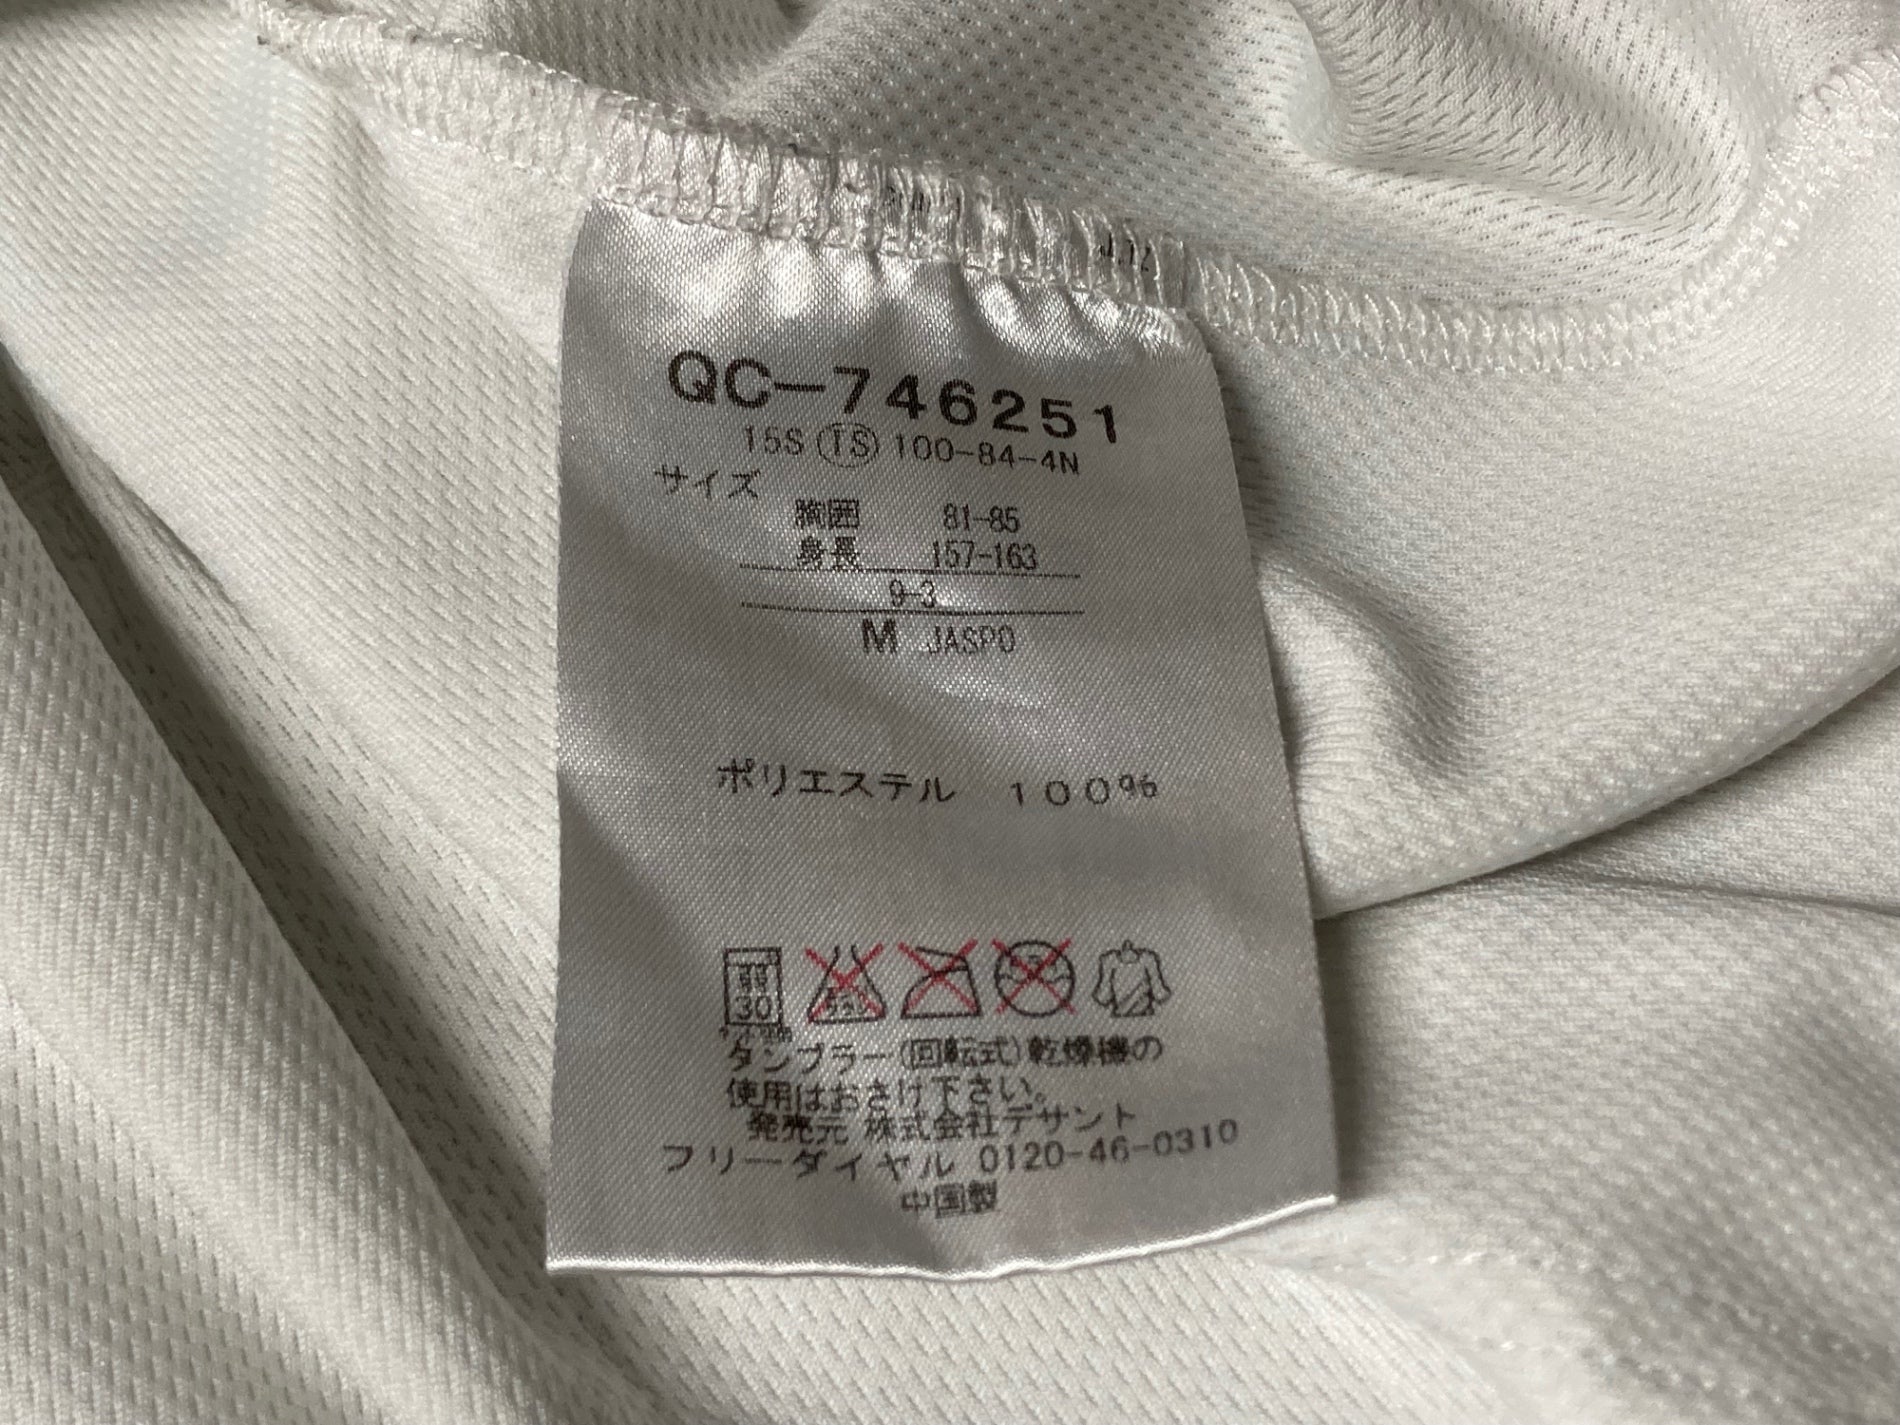 QC-746251
15S TS 100-84-4N
サイズ
胸囲 81-85
身長 157-163
9-3
M JASPO
ポリエステル 100%
弱
30
タンブラー(回転式)乾燥機の
使用はおさけ下さい。
発売元 株式会社デサント
フリーダイヤル 0120-46-0310
中国製